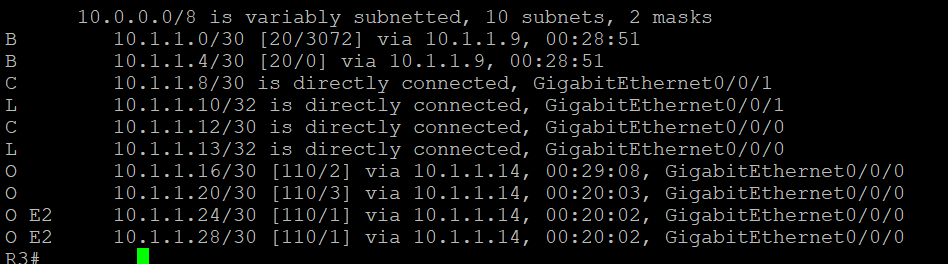 10.0.0.0/8 is variably subnetted, 10 subnets, 2 masks
B 10.1.1.0/30 [20/3072] via 10.1.1.9, 00:28:51
B 10.1.1.4/30 [20/0] via 10.1.1.9, 00:28:51
C 10.1.1.8/30 is directly connected, GigabitEthernet0/0/1
L 10.1.1.10/32 is directly connected, GigabitEthernet0/0/1
C 10.1.1.12/30 is directly connected, GigabitEthernet0/0/0
L 10.1.1.13/32 is directly connected, GigabitEthernet0/0/0
O 10.1.1.16/30 [110/2] via 10.1.1.14, 00:29:08, GigabitEthernet0/0/0
O 10.1.1.20/30 [110/3] via 10.1.1.14, 00:20:03, GigabitEthernet0/0/0
O E2 10.1.1.24/30 [110/1] via 10.1.1.14, 00:20:02, GigabitEthernet0/0/0
O E2 10.1.1.28/30 [110/1] via 10.1.1.14, 00:20:02, GigabitEthernet0/0/0
R3#